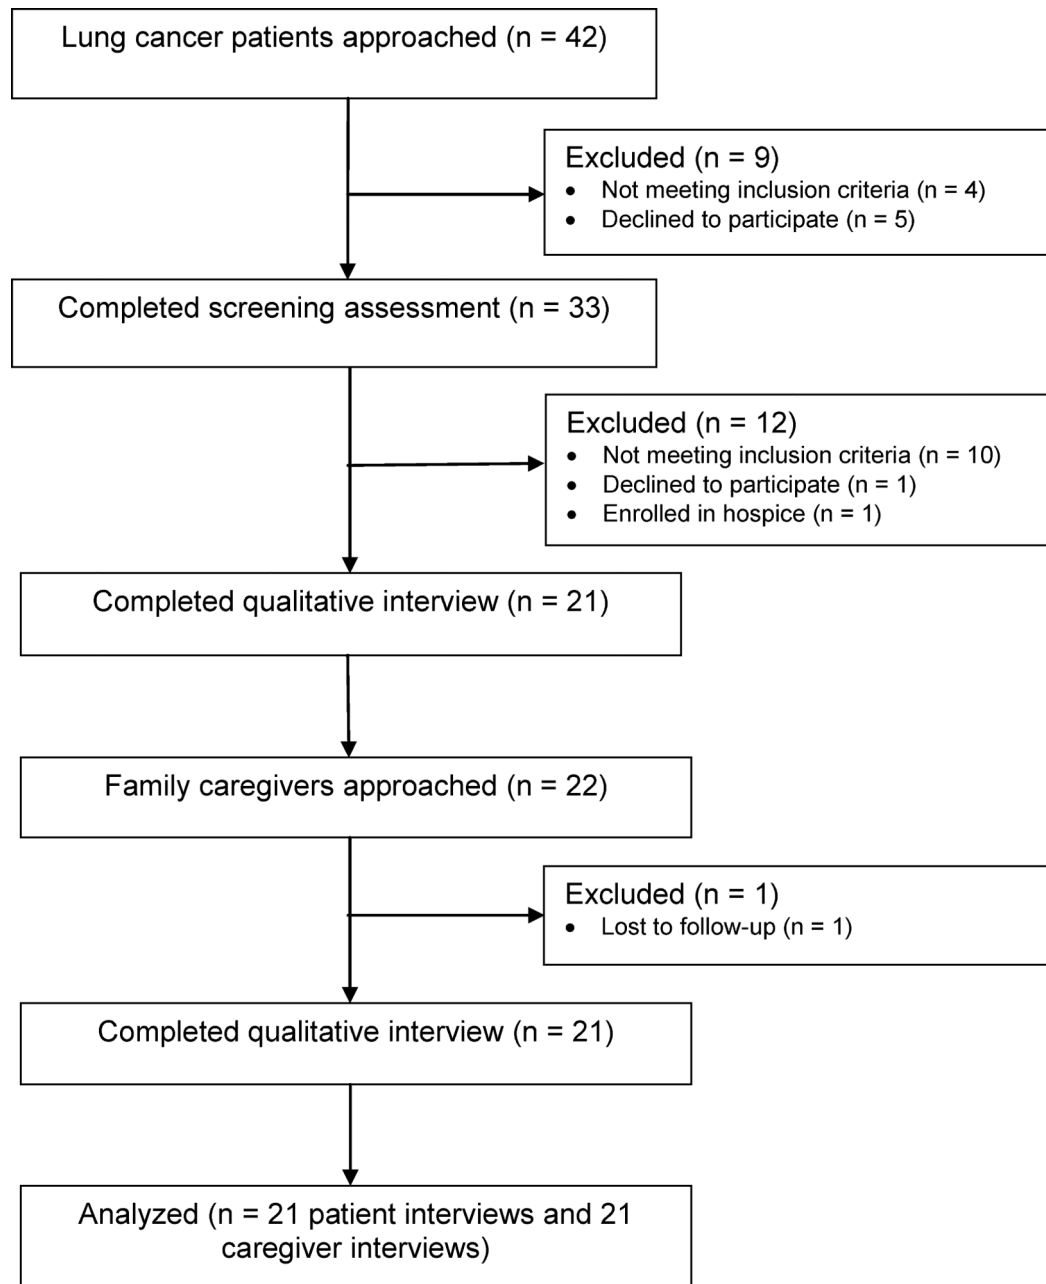 Lung cancer patients approached (n = 42)
Excluded (n = 9)
• Not meeting inclusion criteria (n = 4)
• Declined to participate (n = 5)
Completed screening assessment (n = 33)
Excluded (n = 12)
• Not meeting inclusion criteria (n = 10)
• Declined to participate (n = 1)
• Enrolled in hospice (n = 1)
Completed qualitative interview (n = 21)
Family caregivers approached (n = 22)
Excluded (n = 1)
• Lost to follow-up (n = 1)
Completed qualitative interview (n = 21)
Analyzed (n = 21 patient interviews and 21
caregiver interviews)